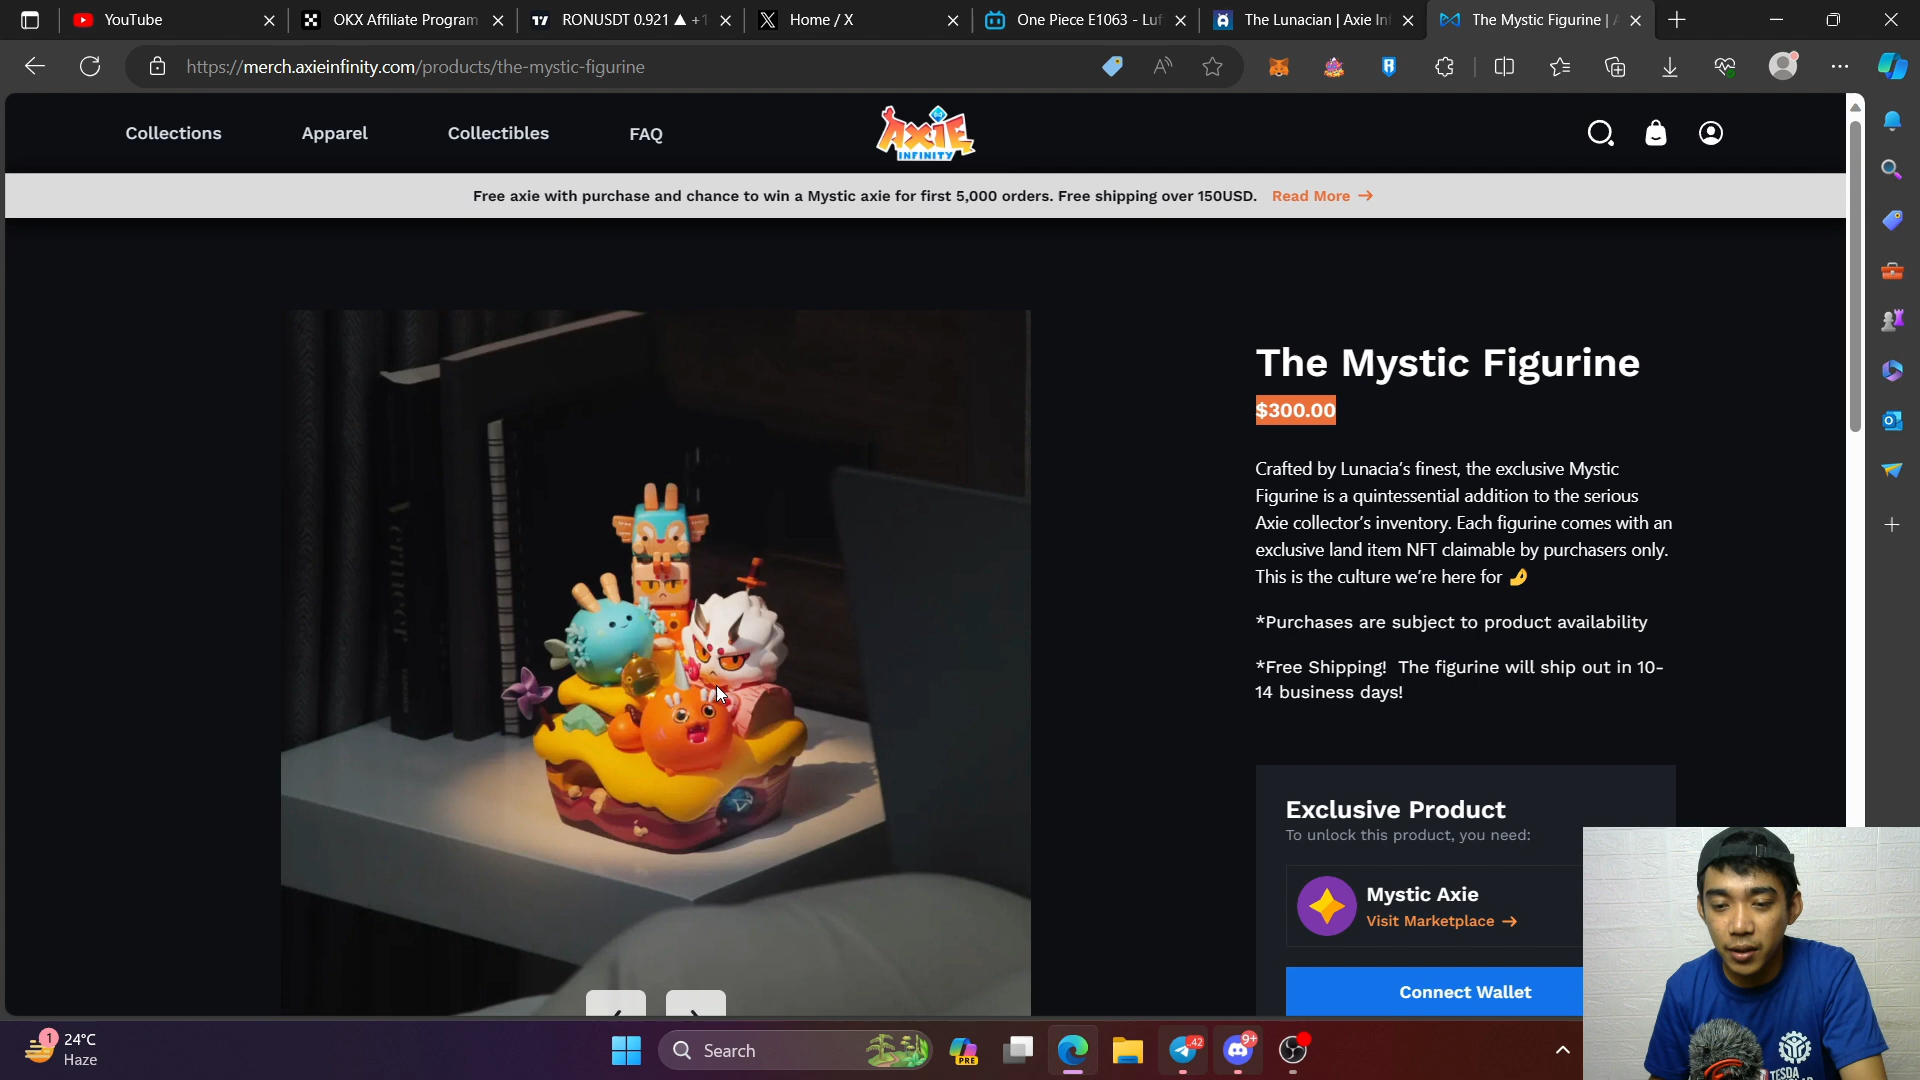 YouTube
OKX Affiliate Program
RONUSDT 0.921 ▲ +1
Home / X
One Piece E1063 - Luf
The Lunacian | Axie In
The Mystic Figurine |
https://merch.axieinfinity.com/products/the-mystic-figurine
Collections
Apparel
Collectibles
FAQ
AXIE
INFINITY
Free axie with purchase and chance to win a Mystic axie for first 5,000 orders. Free shipping over 150USD. Read More →
The Mystic Figurine
$300.00
Crafted by Lunacia's finest, the exclusive Mystic
Figurine is a quintessential addition to the serious
Axie collector's inventory. Each figurine comes with an
exclusive land item NFT claimable by purchasers only.
This is the culture we're here for 🤌
*Purchases are subject to product availability
*Free Shipping! The figurine will ship out in 10-
14 business days!
Exclusive Product
To unlock this product, you need:
Mystic Axie
Visit Marketplace →
Connect Wallet
1
24°C
Haze
Search
PRE
42
9+
TESDA